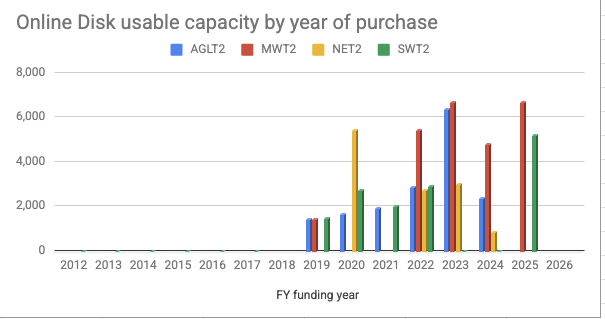 Online Disk usable capacity by year of purchase
AGLT2 MWT2 NET2 SWT2
8,000
6,000
4,000
2,000
0
2012 2013 2014 2015 2016 2017 2018 2019 2020 2021 2022 2023 2024 2025 2026
FY funding year